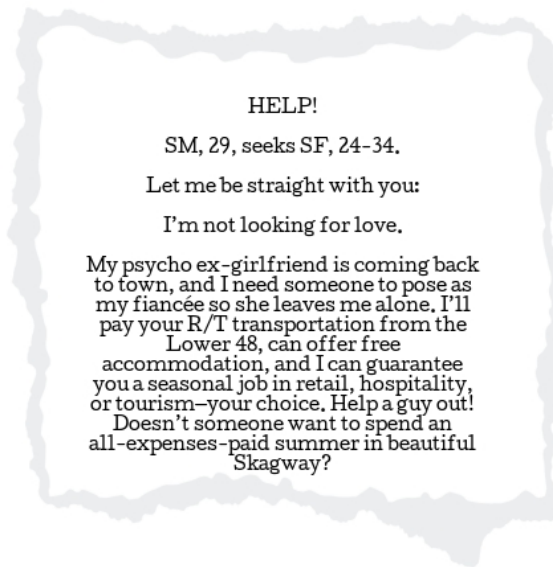 HELP!
SM, 29, seeks SF, 24-34.
Let me be straight with you:
I'm not looking for love.
My psycho ex-girlfriend is coming back
to town, and I need someone to pose as
my fiancée so she leaves me alone. I'll
pay your R/T transportation from the
Lower 48, can offer free
accommodation, and I can guarantee
you a seasonal job in retail, hospitality,
or tourism—your choice. Help a guy out!
Doesn't someone want to spend an
all-expenses-paid summer in beautiful
Skagway?